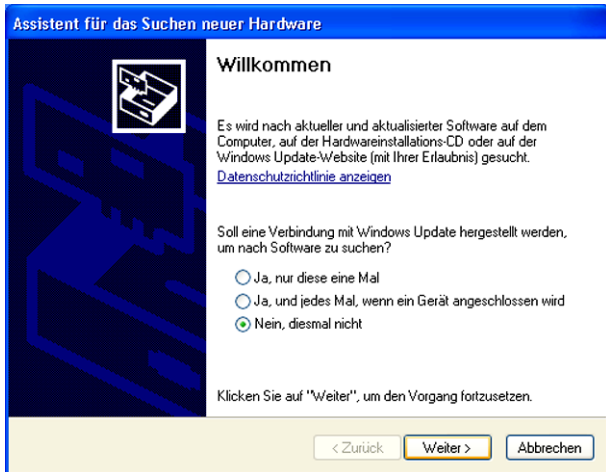 Assistent für das Suchen neuer Hardware
Willkommen
Es wird nach aktueller und aktualisierter Software auf dem
Computer, auf der Hardwareinstallations-CD oder auf der
Windows Update-Website (mit Ihrer Erlaubnis) gesucht.
Datenschutzrichtlinie anzeigen
Soll eine Verbindung mit Windows Update hergestellt werden,
um nach Software zu suchen?
Ja, nur diese eine Mal
Ja, und jedes Mal, wenn ein Gerät angeschlossen wird
Nein, diesmal nicht
Klicken Sie auf "Weiter", um den Vorgang fortzusetzen.
< Zurück Weiter > Abbrechen